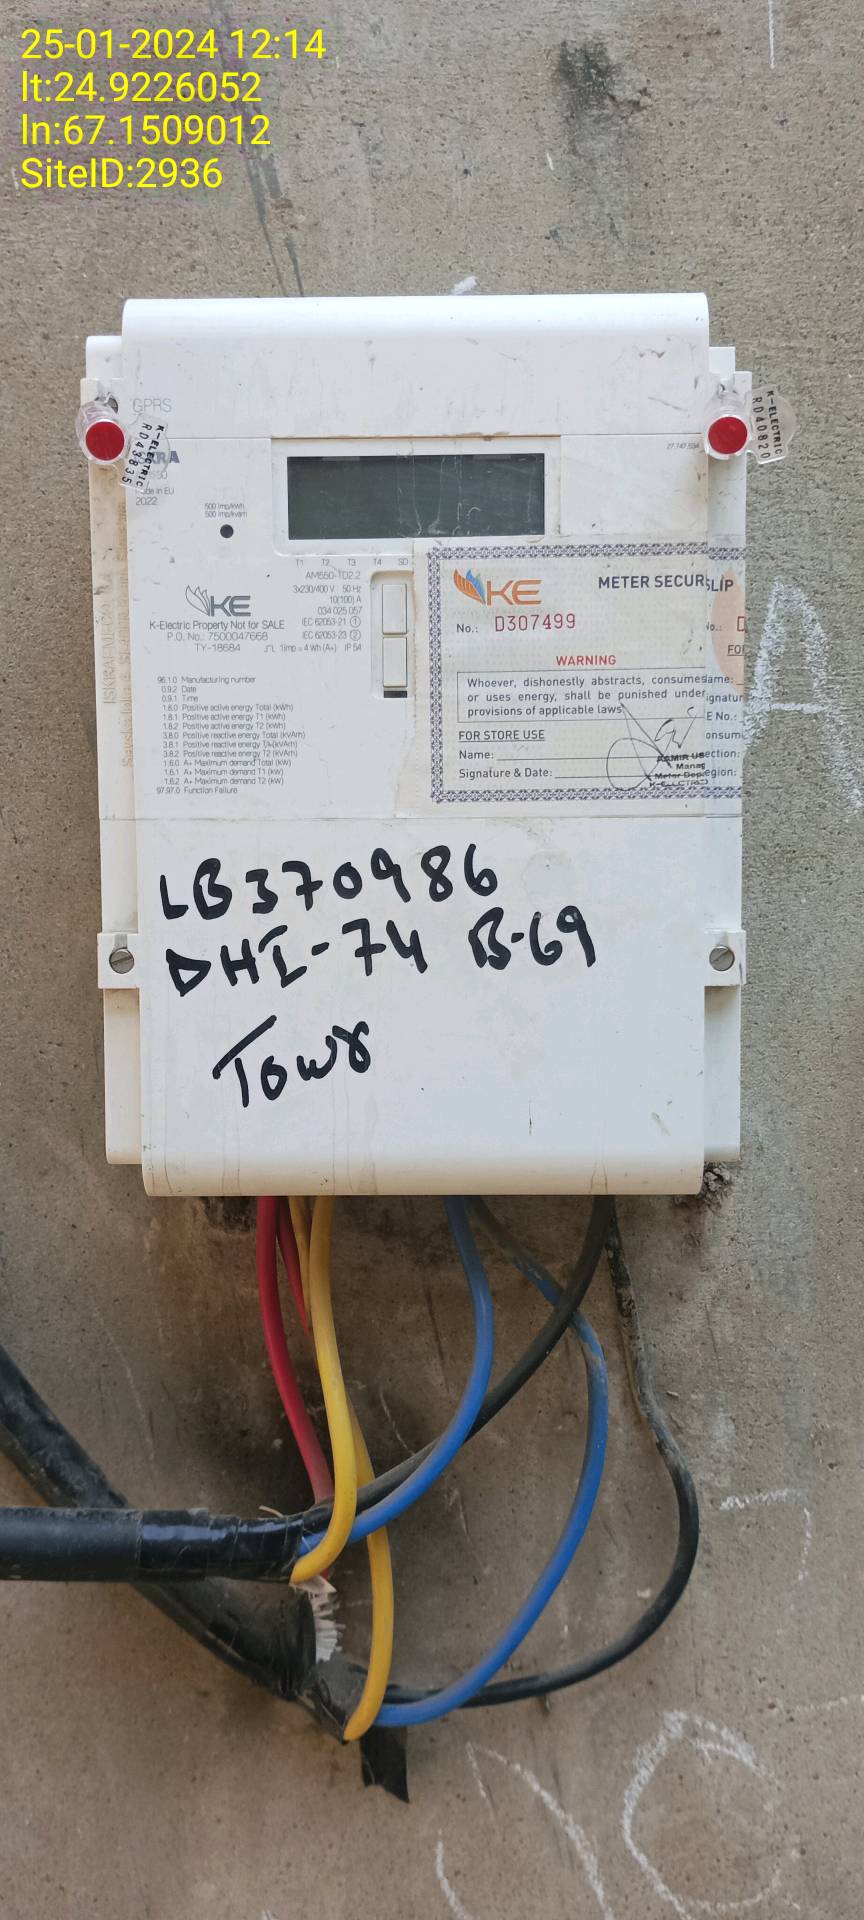 25-01-2024 12:14
lt:24.9226052
ln:67.1509012
SiteID:2936
GPRS
K-ELECTRIC
RD43835
K-ELECTRIC
RD40820
Made in EU
2022
500 imp/kWh
500 imp/kvarh
T1 T2 T3 T4 SD
AM550-TD2.2
3x230/400 V 50 Hz
10(100) A
034 025 057
IEC 62053-21 1
IEC 62053-23 2
1 imp = 4 Wh (A+) IP 54
KE
K-Electric Property Not for SALE
P.O. No.: 7500047668
TY-18684
96.1.0 Manufacturing number
0.9.2 Date
0.9.1 Time
1.8.0 Positive active energy Total (kWh)
1.8.1 Positive active energy T1 (kWh)
1.8.2 Positive active energy T2 (kWh)
3.8.0 Positive reactive energy Total (kVArh)
3.8.1 Positive reactive energy T1 (kVArh)
3.8.2 Positive reactive energy T2 (kVArh)
1.6.0 A+ Maximum demand Total (kW)
1.6.1 A+ Maximum demand T1 (kW)
1.6.2 A+ Maximum demand T2 (kW)
97.97.0 Function Failure
KE METER SECUR SLIP
No.: D307499
WARNING
Whoever, dishonestly abstracts, consumes
or uses energy, shall be punished under
provisions of applicable laws
FOR STORE USE
Name:
Signature & Date:
LB370986
DHI-74 B-69
Towr
A